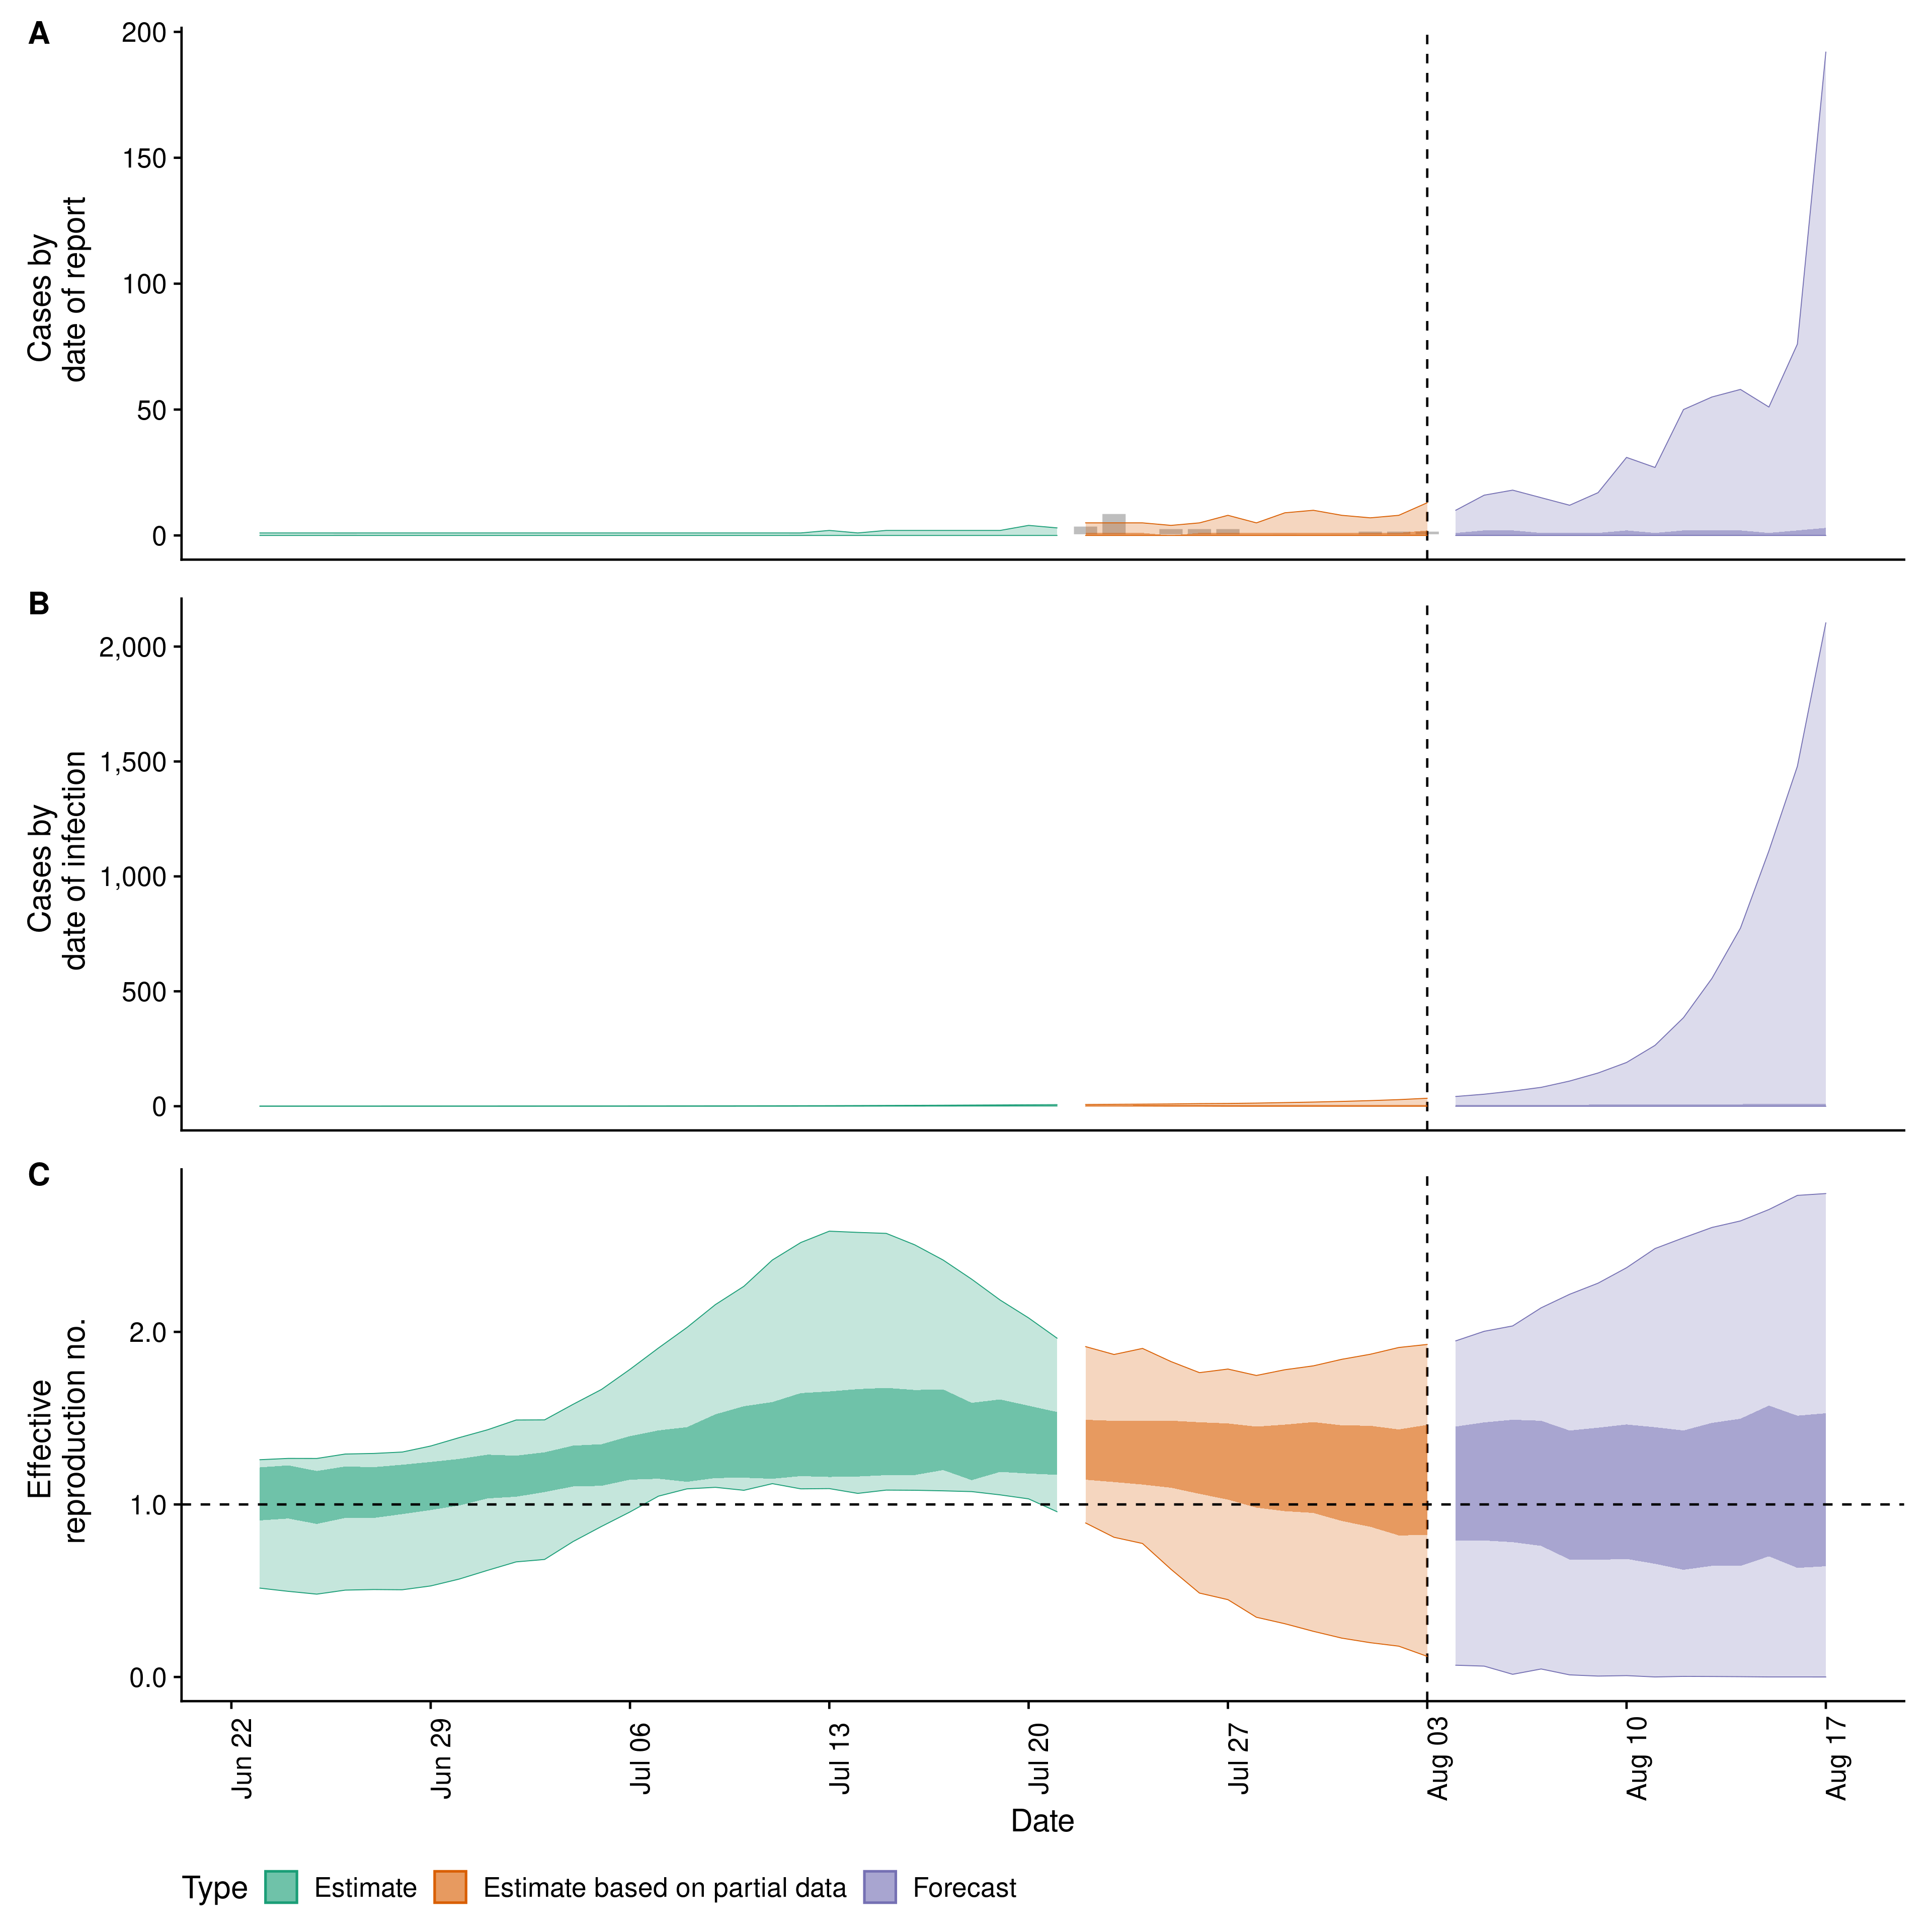 A
200
150
100
50
0
Cases by
date of report
B
2,000
1,500
1,000
500
0
Cases by
date of infection
C
2.0
1.0
0.0
Effective
reproduction no.
Jun 22
Jun 29
Jul 06
Jul 13
Jul 20
Jul 27
Aug 03
Aug 10
Aug 17
Date
Type Estimate Estimate based on partial data Forecast